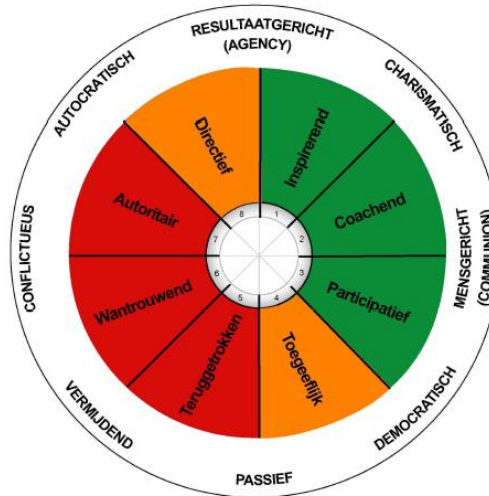 RESULTAATGERICHT
(AGENCY)
CHARISMATISCH
MENSGERICHT
(COMMUNION)
DEMOCRATISCH
PASSIEF
VERMIJDEND
CONFLICTUEUS
AUTOCRATISCH
Inspirerend
Coachend
Participatief
Toegeeflijk
Teruggetrokken
Wantrouwend
Autoritair
Directief
1
2
3
4
5
6
7
8